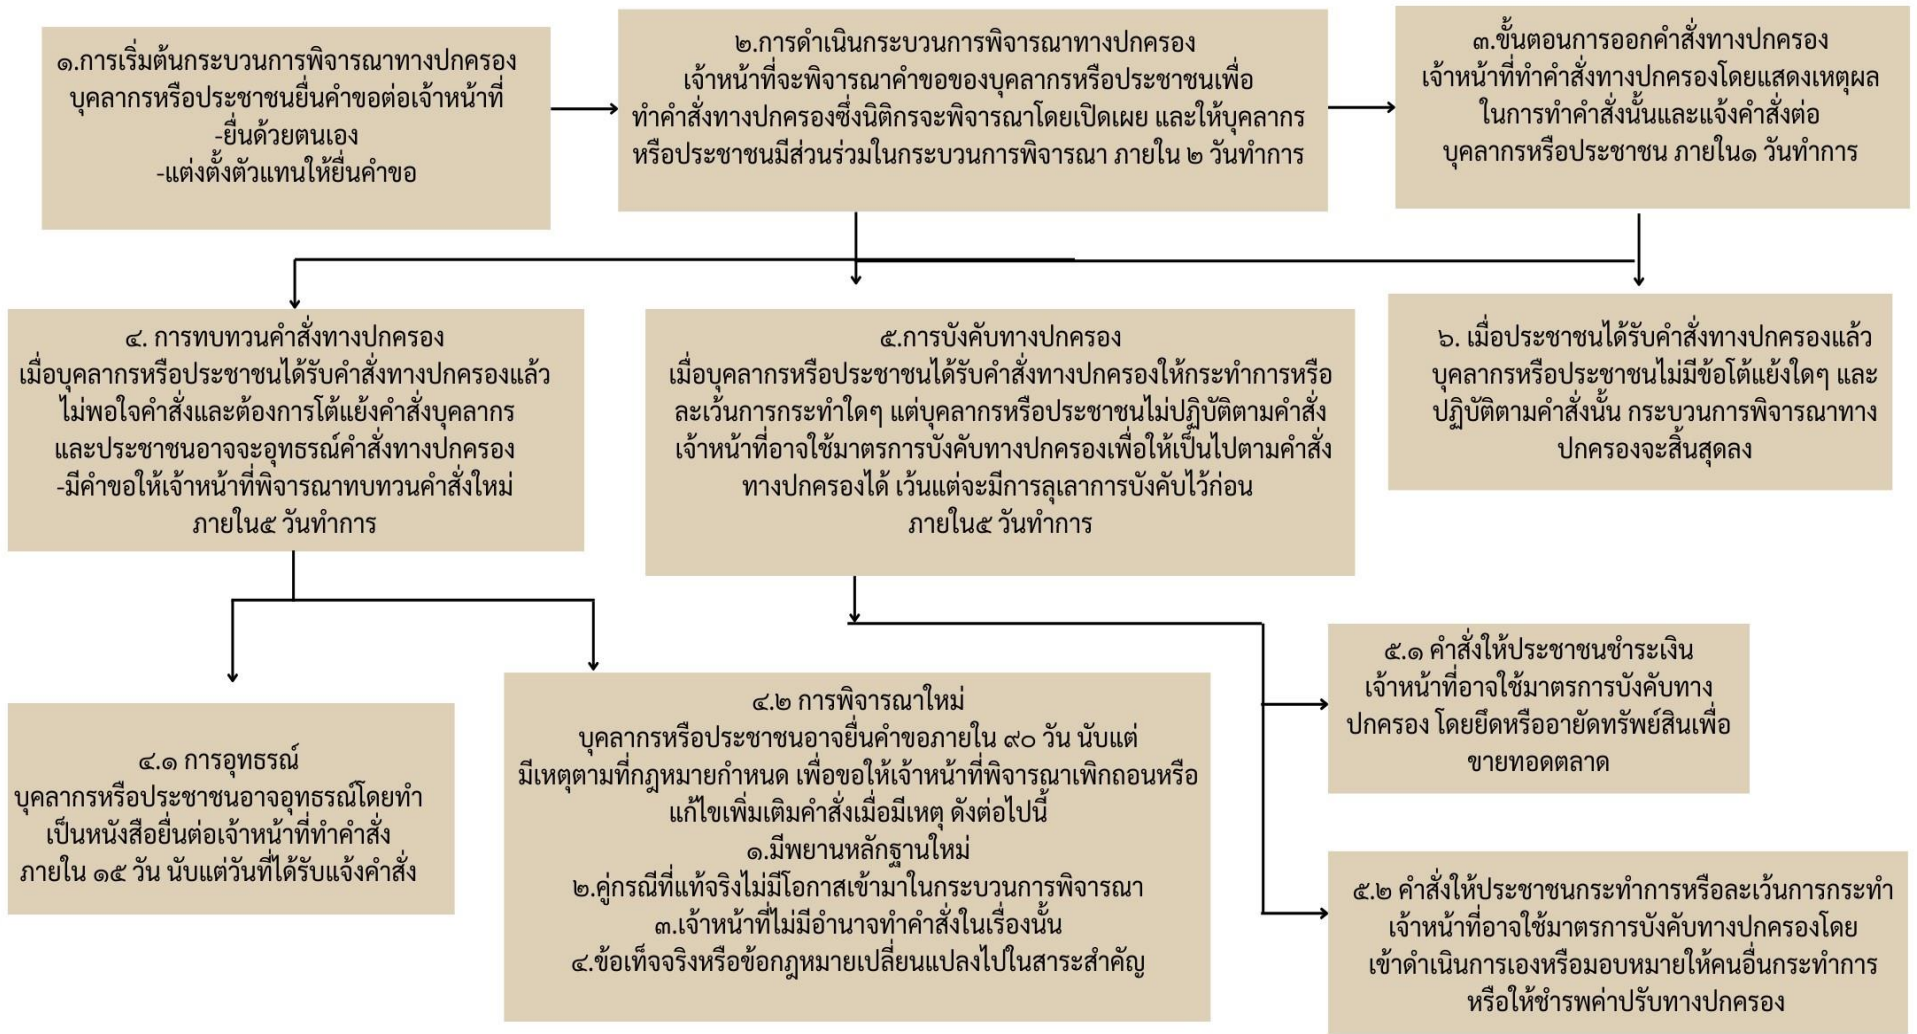 ๑.การเริ่มต้นกระบวนการพิจารณาทางปกครอง
บุคลากรหรือประชาชนยื่นคำขอต่อเจ้าหน้าที่
-ยื่นด้วยตนเอง
-แต่งตั้งตัวแทนให้ยื่นคำขอ
๒.การดำเนินกระบวนการพิจารณาทางปกครอง
เจ้าหน้าที่จะพิจารณาคำขอของบุคลากรหรือประชาชนเพื่อ
ทำคำสั่งทางปกครองซึ่งนิติกรจะพิจารณาโดยเปิดเผย และให้บุคลากร
หรือประชาชนมีส่วนร่วมในกระบวนการพิจารณา ภายใน ๒ วันทำการ
๓.ขั้นตอนการออกคำสั่งทางปกครอง
เจ้าหน้าที่ทำคำสั่งทางปกครองโดยแสดงเหตุผล
ในการทำคำสั่งนั้นและแจ้งคำสั่งต่อ
บุคลากรหรือประชาชน ภายใน๑ วันทำการ
๔. การทบทวนคำสั่งทางปกครอง
เมื่อบุคลากรหรือประชาชนได้รับคำสั่งทางปกครองแล้ว
ไม่พอใจคำสั่งและต้องการโต้แย้งคำสั่งบุคลากร
และประชาชนอาจจะอุทธรณ์คำสั่งทางปกครอง
-มีคำขอให้เจ้าหน้าที่พิจารณาทบทวนคำสั่งใหม่
ภายใน๕ วันทำการ
๕.การบังคับทางปกครอง
เมื่อบุคลากรหรือประชาชนได้รับคำสั่งทางปกครองให้กระทำการหรือ
ละเว้นการกระทำใดๆ แต่บุคลากรหรือประชาชนไม่ปฏิบัติตามคำสั่ง
เจ้าหน้าที่อาจใช้มาตรการบังคับทางปกครองเพื่อให้เป็นไปตามคำสั่ง
ทางปกครองได้ เว้นแต่จะมีการลุเลาการบังคับไว้ก่อน
ภายใน๕ วันทำการ
๖. เมื่อประชาชนได้รับคำสั่งทางปกครองแล้ว
บุคลากรหรือประชาชนไม่มีข้อโต้แย้งใดๆ และ
ปฏิบัติตามคำสั่งนั้น กระบวนการพิจารณาทาง
ปกครองจะสิ้นสุดลง
๔.๑ การอุทธรณ์
บุคลากรหรือประชาชนอาจอุทธรณ์โดยทำ
เป็นหนังสือยื่นต่อเจ้าหน้าที่ทำคำสั่ง
ภายใน ๑๕ วัน นับแต่วันที่ได้รับแจ้งคำสั่ง
๔.๒ การพิจารณาใหม่
บุคลากรหรือประชาชนอาจยื่นคำขอภายใน ๙๐ วัน นับแต่
มีเหตุตามที่กฎหมายกำหนด เพื่อขอให้เจ้าหน้าที่พิจารณาเพิกถอนหรือ
แก้ไขเพิ่มเติมคำสั่งเมื่อมีเหตุ ดังต่อไปนี้
๑.มีพยานหลักฐานใหม่
๒.คู่กรณีที่แท้จริงไม่มีโอกาสเข้ามาในกระบวนการพิจารณา
๓.เจ้าหน้าที่ไม่มีอำนาจทำคำสั่งในเรื่องนั้น
๔.ข้อเท็จจริงหรือข้อกฎหมายเปลี่ยนแปลงไปในสาระสำคัญ
๕.๑ คำสั่งให้ประชาชนชำระเงิน
เจ้าหน้าที่อาจใช้มาตรการบังคับทาง
ปกครอง โดยยึดหรืออายัดทรัพย์สินเพื่อ
ขายทอดตลาด
๕.๒ คำสั่งให้ประชาชนกระทำการหรือละเว้นการกระทำ
เจ้าหน้าที่อาจใช้มาตรการบังคับทางปกครองโดย
เข้าดำเนินการเองหรือมอบหมายให้คนอื่นกระทำการ
หรือให้ชำรพค่าปรับทางปกครอง